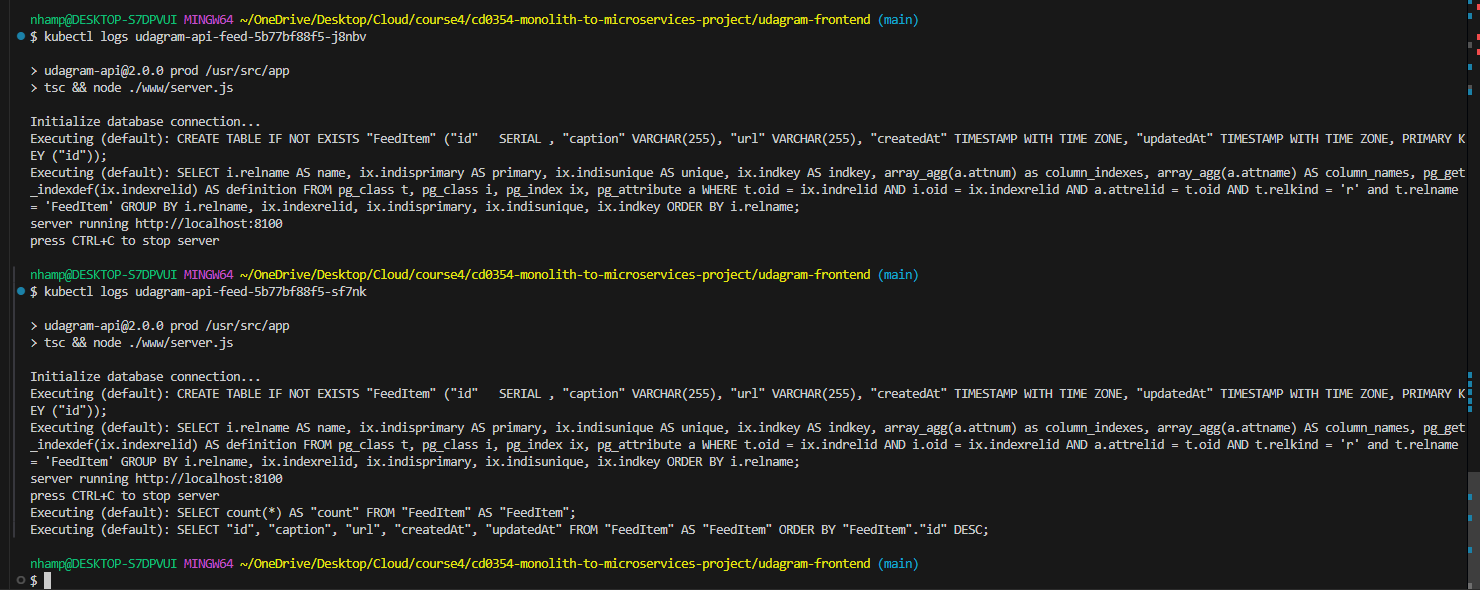 nhamp@DESKTOP-S7DPVUI MINGW64 ~/OneDrive/Desktop/Cloud/course4/cd0354-monolith-to-microservices-project/udagram-frontend (main)
$ kubectl logs udagram-api-feed-5b77bf88f5-j8nbv
> udagram-api@2.0.0 prod /usr/src/app
> tsc && node ./www/server.js
Initialize database connection...
Executing (default): CREATE TABLE IF NOT EXISTS "FeedItem" ("id"   SERIAL , "caption" VARCHAR(255), "url" VARCHAR(255), "createdAt" TIMESTAMP WITH TIME ZONE, "updatedAt" TIMESTAMP WITH TIME ZONE, PRIMARY K
EY ("id"));
Executing (default): SELECT i.relname AS name, ix.indisprimary AS primary, ix.indisunique AS unique, ix.indkey AS indkey, array_agg(a.attnum) as column_indexes, array_agg(a.attname) AS column_names, pg_get
_indexdef(ix.indexrelid) AS definition FROM pg_class t, pg_class i, pg_index ix, pg_attribute a WHERE t.oid = ix.indrelid AND i.oid = ix.indexrelid AND a.attrelid = t.oid AND t.relkind = 'r' and t.relname
= 'FeedItem' GROUP BY i.relname, ix.indexrelid, ix.indisprimary, ix.indisunique, ix.indkey ORDER BY i.relname;
server running http://localhost:8100
press CTRL+C to stop server
nhamp@DESKTOP-S7DPVUI MINGW64 ~/OneDrive/Desktop/Cloud/course4/cd0354-monolith-to-microservices-project/udagram-frontend (main)
$ kubectl logs udagram-api-feed-5b77bf88f5-sf7nk
> udagram-api@2.0.0 prod /usr/src/app
> tsc && node ./www/server.js
Initialize database connection...
Executing (default): CREATE TABLE IF NOT EXISTS "FeedItem" ("id"   SERIAL , "caption" VARCHAR(255), "url" VARCHAR(255), "createdAt" TIMESTAMP WITH TIME ZONE, "updatedAt" TIMESTAMP WITH TIME ZONE, PRIMARY K
EY ("id"));
Executing (default): SELECT i.relname AS name, ix.indisprimary AS primary, ix.indisunique AS unique, ix.indkey AS indkey, array_agg(a.attnum) as column_indexes, array_agg(a.attname) AS column_names, pg_get
_indexdef(ix.indexrelid) AS definition FROM pg_class t, pg_class i, pg_index ix, pg_attribute a WHERE t.oid = ix.indrelid AND i.oid = ix.indexrelid AND a.attrelid = t.oid AND t.relkind = 'r' and t.relname
= 'FeedItem' GROUP BY i.relname, ix.indexrelid, ix.indisprimary, ix.indisunique, ix.indkey ORDER BY i.relname;
server running http://localhost:8100
press CTRL+C to stop server
Executing (default): SELECT count(*) AS "count" FROM "FeedItem" AS "FeedItem";
Executing (default): SELECT "id", "caption", "url", "createdAt", "updatedAt" FROM "FeedItem" AS "FeedItem" ORDER BY "FeedItem"."id" DESC;
nhamp@DESKTOP-S7DPVUI MINGW64 ~/OneDrive/Desktop/Cloud/course4/cd0354-monolith-to-microservices-project/udagram-frontend (main)
$